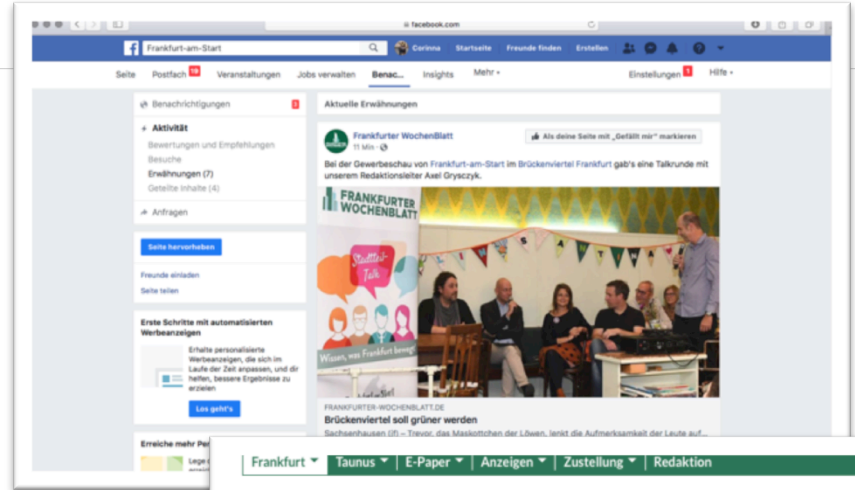 facebook.com
Frankfurt-am-Start
Corinna Startseite Freunde finden Erstellen
Seite Postfach Veranstaltungen Jobs verwalten Benac... Insights Mehr Einstellungen 1 Hilfe
Benachrichtigungen
Aktuelle Erwähnungen
Aktivität
Bewertungen und Empfehlungen
Besuche
Erwähnungen (7)
Geteilte Inhalte (4)
Anfragen
Seite hervorheben
Freunde einladen
Seite teilen
Erste Schritte mit automatisierten
Werbeanzeigen
Erhalte personalisierte
Werbeanzeigen, die sich im
Laufe der Zeit anpassen, und dir
helfen, bessere Ergebnisse zu
erzielen
Los geht's
Erreiche mehr
Frankfurter WochenBlatt
11 Min
Als deine Seite mit „Gefällt mir" markieren
Bei der Gewerbeschau von Frankfurt-am-Start im Brückenviertel Frankfurt gab's eine Talkrunde mit
unserem Redaktionsleiter Axel Grysczyk.
FRANKFURTER
WOCHENBLATT
Stadtteil-
Talk
Wissen, was Frankfurt bewegt
FRANKFURTER-WOCHENBLATT.DE
Brückenviertel soll grüner werden
Sachsenhausen (jf) – Trevor, das Maskottchen der Löwen, lenkt die Aufmerksamkeit der Leute auf...
Frankfurt Taunus E-Paper Anzeigen Zustellung Redaktion